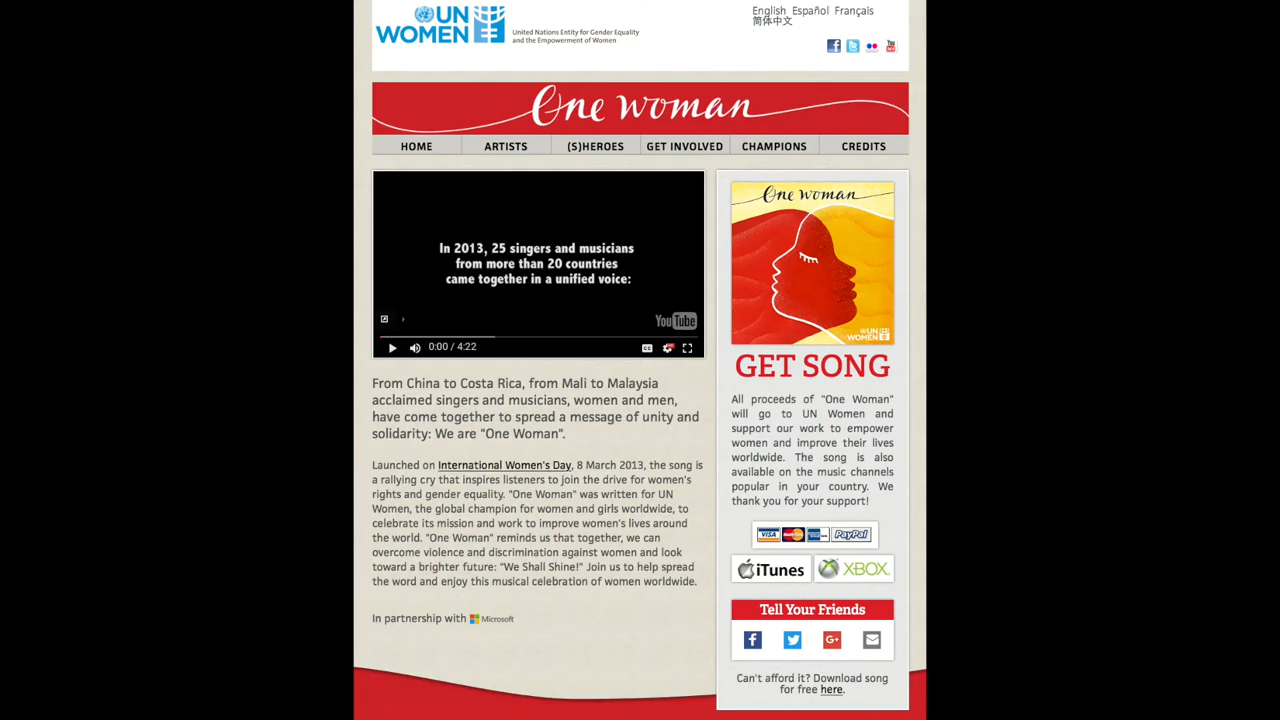 UN
WOMEN
United Nations Entity for Gender Equality
and the Empowerment of Women
English Español Français
简体中文
You
One woman
HOME ARTISTS (S)HEROES GET INVOLVED CHAMPIONS CREDITS
In 2013, 25 singers and musicians
from more than 20 countries
came together in a unified voice:
YouTube
0:00 / 4:22
CC
From China to Costa Rica, from Mali to Malaysia
acclaimed singers and musicians, women and men,
have come together to spread a message of unity and
solidarity: We are "One Woman".
Launched on International Women's Day, 8 March 2013, the song is
a rallying cry that inspires listeners to join the drive for women's
rights and gender equality. "One Woman" was written for UN
Women, the global champion for women and girls worldwide, to
celebrate its mission and work to improve women's lives around
the world. "One Woman" reminds us that together, we can
overcome violence and discrimination against women and look
toward a brighter future: "We Shall Shine!" Join us to help spread
the word and enjoy this musical celebration of women worldwide.
In partnership with Microsoft
One woman
UN
WOMEN
GET SONG
All proceeds of "One Woman"
will go to UN Women and
support our work to empower
women and improve their lives
worldwide. The song is also
available on the music channels
popular in your country. We
thank you for your support!
VISA MasterCard PayPal
iTunes XBOX.
Tell Your Friends
Can't afford it? Download song
for free here.